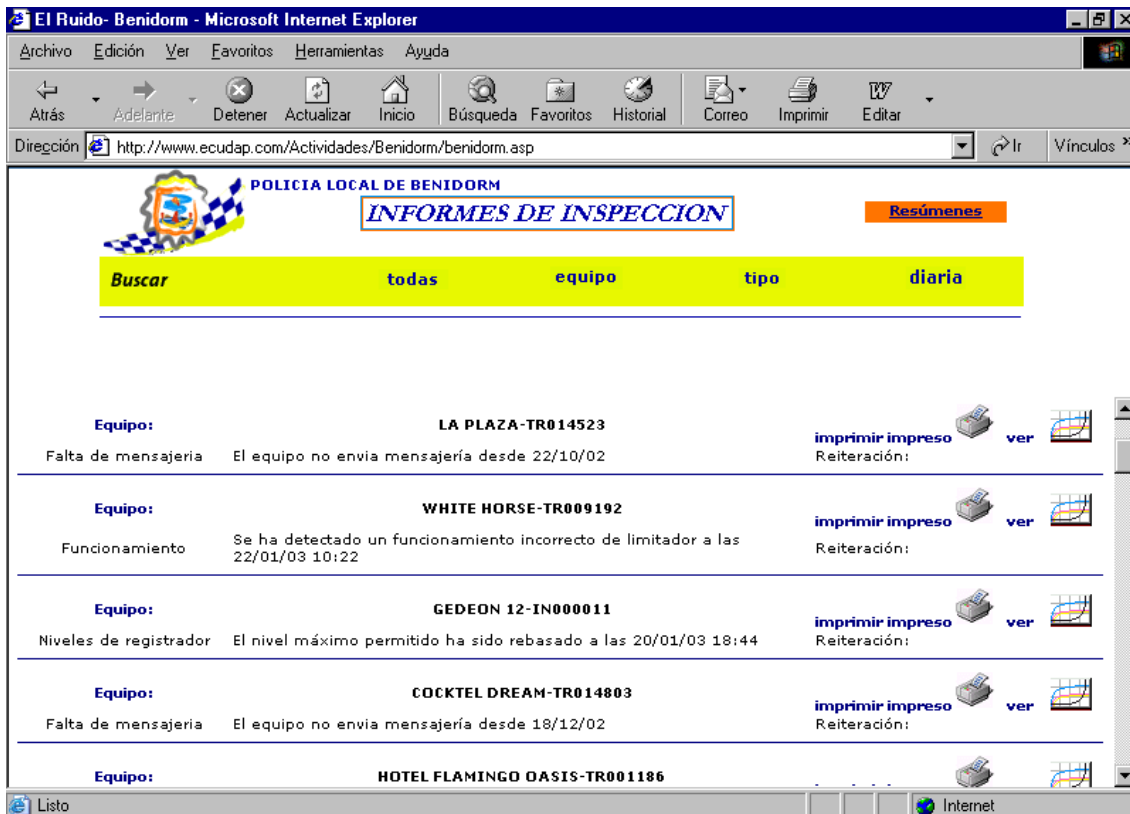 El Ruido- Benidorm - Microsoft Internet Explorer
Archivo Edición Ver Favoritos Herramientas Ayuda
Atrás Adelante Detener Actualizar Inicio Búsqueda Favoritos Historial Correo Imprimir Editar
Dirección http://www.ecudap.com/Actividades/Benidorm/benidorm.asp Ir Vínculos »
POLICIA LOCAL DE BENIDORM
INFORMES DE INSPECCION
Resúmenes
Buscar todas equipo tipo diaria
Equipo: LA PLAZA-TR014523
imprimir impreso ver
Falta de mensajeria El equipo no envia mensajería desde 22/10/02 Reiteración:
Equipo: WHITE HORSE-TR009192
imprimir impreso ver
Funcionamiento Se ha detectado un funcionamiento incorrecto de limitador a las Reiteración:
22/01/03 10:22
Equipo: GEDEON 12-IN000011
imprimir impreso ver
Niveles de registrador El nivel máximo permitido ha sido rebasado a las 20/01/03 18:44 Reiteración:
Equipo: COCKTEL DREAM-TR014803
imprimir impreso ver
Falta de mensajeria El equipo no envia mensajería desde 18/12/02 Reiteración:
Equipo: HOTEL FLAMINGO OASIS-TR001186
Listo Internet